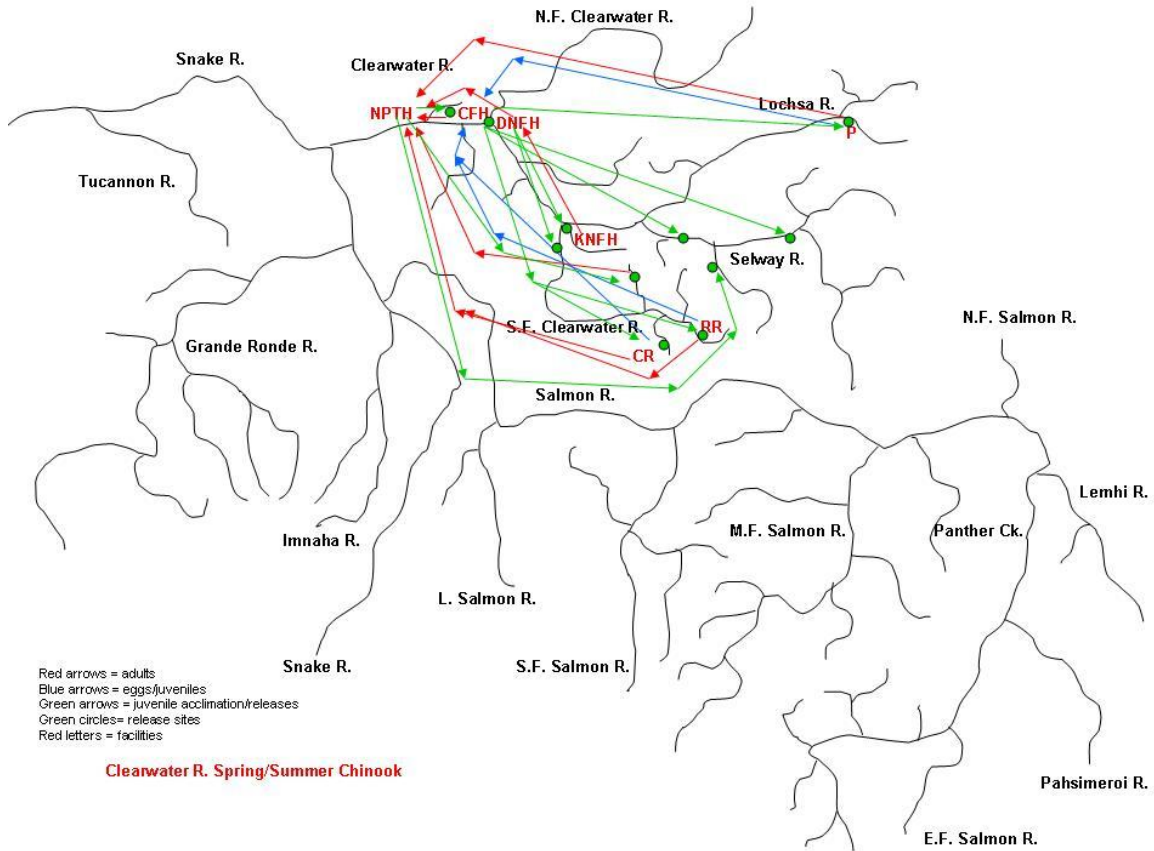 N.F. Clearwater R.
Snake R.
Clearwater R.
Lochsa R.
NPTH
CFH
DNFH
P
Tucannon R.
KNFH
Selway R.
N.F. Salmon R.
S.F. Clearwater R.
RR
Grande Ronde R.
CR
Salmon R.
Lemhi R.
M.F. Salmon R.
Panther Ck.
Imnaha R.
L. Salmon R.
Snake R.
S.F. Salmon R.
Red arrows = adults
Blue arrows = eggs/juveniles
Green arrows = juvenile acclimation/releases
Green circles= release sites
Red letters = facilities
Clearwater R. Spring/Summer Chinook
Pahsimeroi R.
E.F. Salmon R.